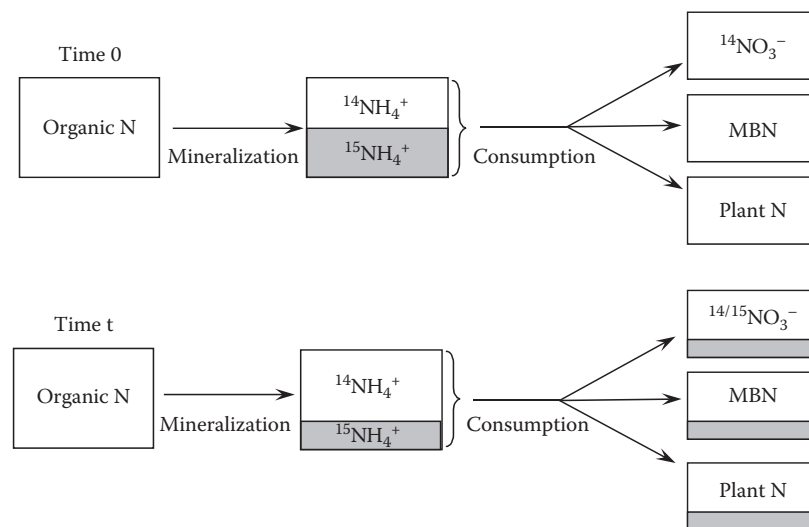 Time 0
Organic N
Mineralization
¹⁴NH₄⁺
¹⁵NH₄⁺
Consumption
¹⁴NO₃⁻
MBN
Plant N
Time t
Organic N
Mineralization
¹⁴NH₄⁺
¹⁵NH₄⁺
Consumption
¹⁴/¹⁵NO₃⁻
MBN
Plant N